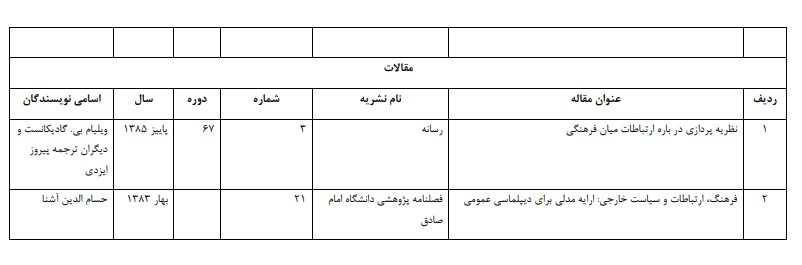 مقالات
ردیف عنوان مقاله نام نشریه شماره دوره سال اسامی نویسندگان
۱ نظریه پردازی در باره ارتباطات میان فرهنگی رسانه ۳ ۶۷ پاییز ۱۳۸۵ ویلیام بی. گادیکانست و
دیگران ترجمه پیروز
ایزدی
۲ فرهنگ، ارتباطات و سیاست خارجی: ارایه مدلی برای دیپلماسی عمومی فصلنامه پژوهشی دانشگاه امام ۲۱ بهار ۱۳۸۳ حسام الدین آشنا
صادق